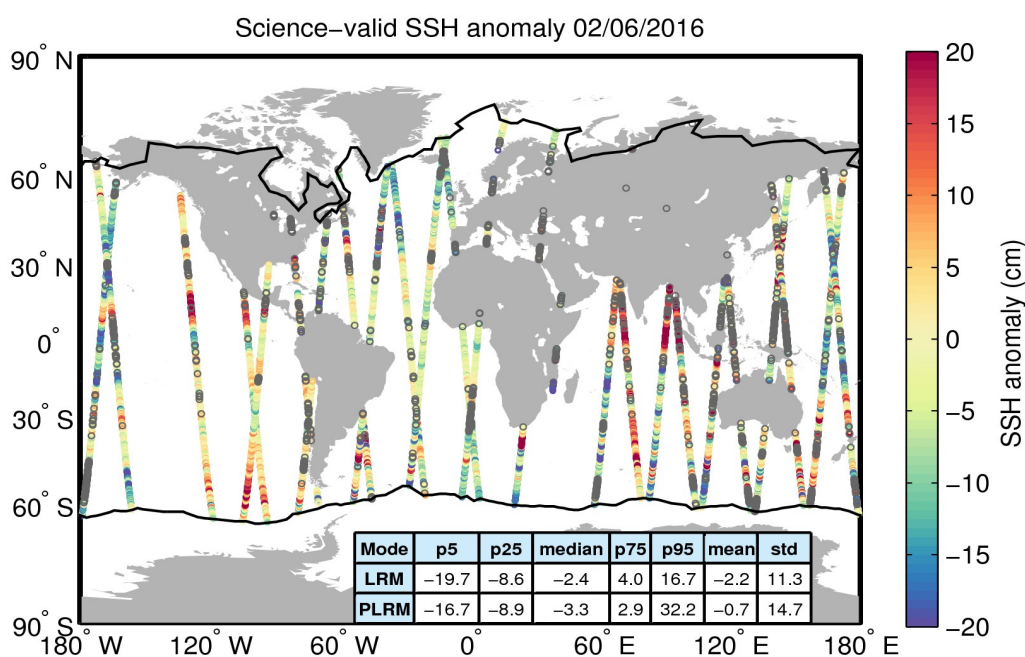 Science−valid SSH anomaly 02/06/2016
90° N
60° N
30° N
0°
30° S
60° S
90° S
180° W
120° W
60° W
0°
60° E
120° E
180° E
Mode p5 p25 median p75 p95 mean std
LRM −19.7 −8.6 −2.4 4.0 16.7 −2.2 11.3
PLRM −16.7 −8.9 −3.3 2.9 32.2 −0.7 14.7
20
15
10
5
0
−5
−10
−15
−20
SSH anomaly (cm)